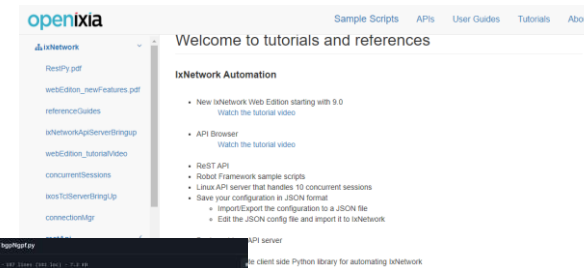 openixia
Sample Scripts APIs User Guides Tutorials Abou
IxNetwork
RestPy.pdf
webEdition_newFeatures.pdf
referenceGuides
IxNetworkApiServerBringup
webEdition_tutorialVideo
concurrentSessions
ixosTclServerBringUp
connectionMgr
Welcome to tutorials and references
IxNetwork Automation
New IxNetwork Web Edition starting with 9.0
Watch the tutorial video
API Browser
Watch the tutorial video
ReST API
Robot Framework sample scripts
Linux API server that handles 10 concurrent sessions
Save your configuration in JSON format
Import/Export the configuration to a JSON file
Edit the JSON config file and import it to IxNetwork
API server
client side Python library for automating IxNetwork
bgpNgpf.py